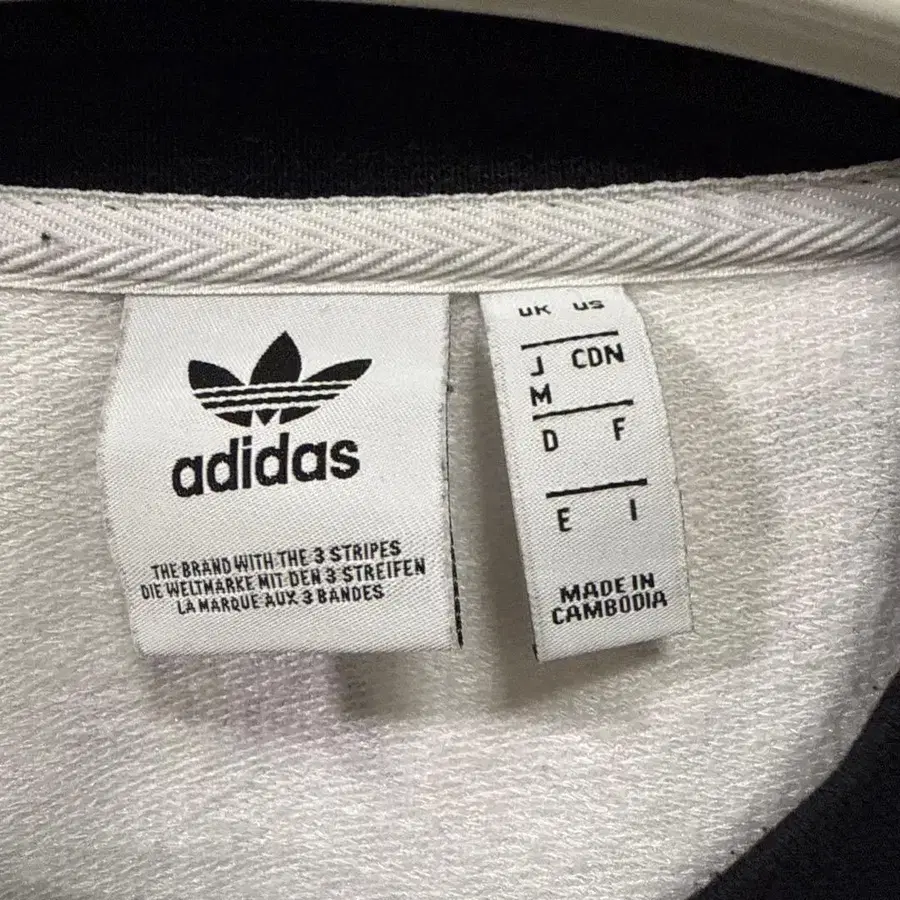 adidas
THE BRAND WITH THE 3 STRIPES
DIE WELTMARKE MIT DEN 3 STREIFEN
LA MARQUE AUX 3 BANDES
UK US
J CDN
M
D F
E I
MADE IN
CAMBODIA